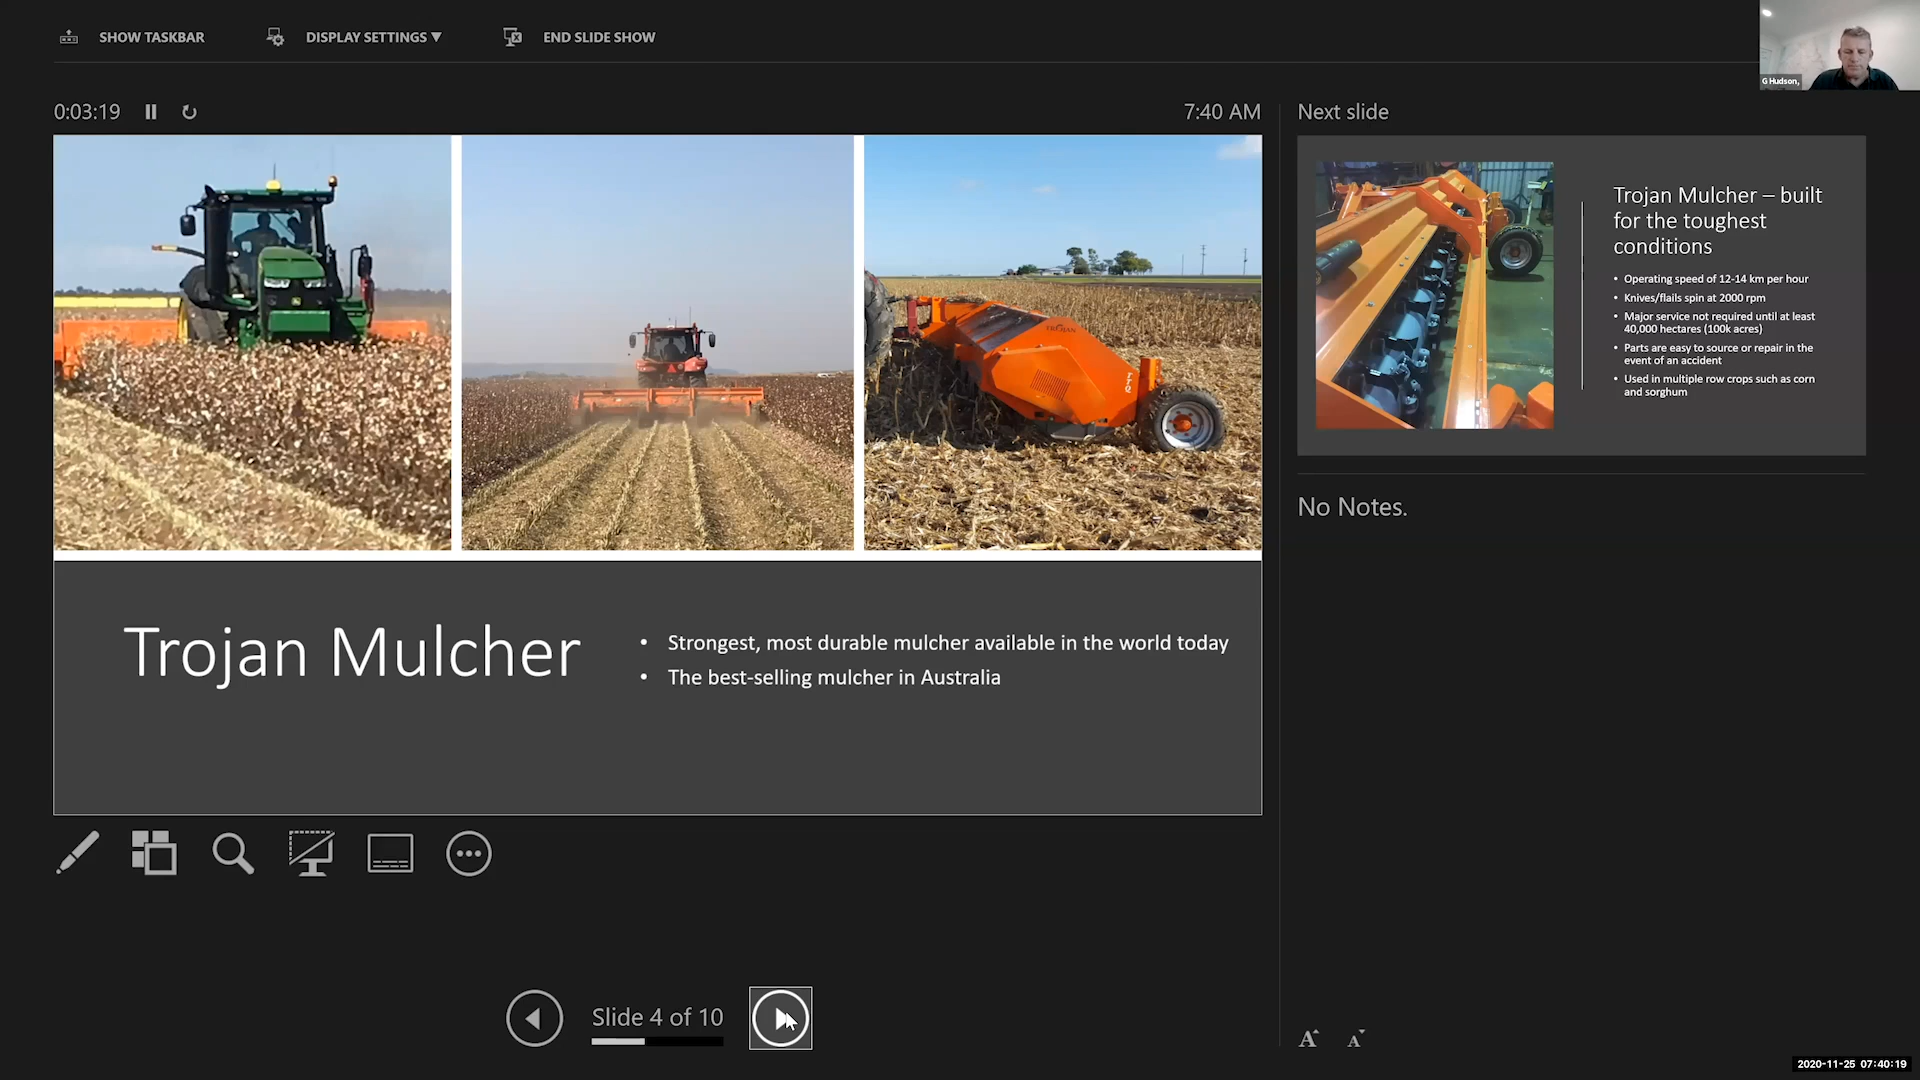 SHOW TASKBAR
DISPLAY SETTINGS ▼
END SLIDE SHOW
G Hudson,
0:03:19
7:40 AM
TROJAN
Trojan Mulcher
• Strongest, most durable mulcher available in the world today
• The best-selling mulcher in Australia
Slide 4 of 10
Next slide
Trojan Mulcher – built
for the toughest
conditions
• Operating speed of 12-14 km per hour
• Knives/flails spin at 2000 rpm
• Major service not required until at least
40,000 hectares (100k acres)
• Parts are easy to source or repair in the
event of an accident
• Used in multiple row crops such as corn
and sorghum
No Notes.
A A
2020-11-25 07:40:19